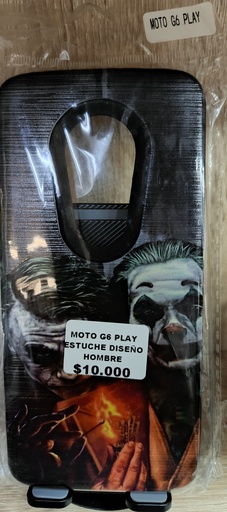 MOTO G6 PLAY
MOTO G6 PLAY
ESTUCHE DISEÑO
HOMBRE
$10.000